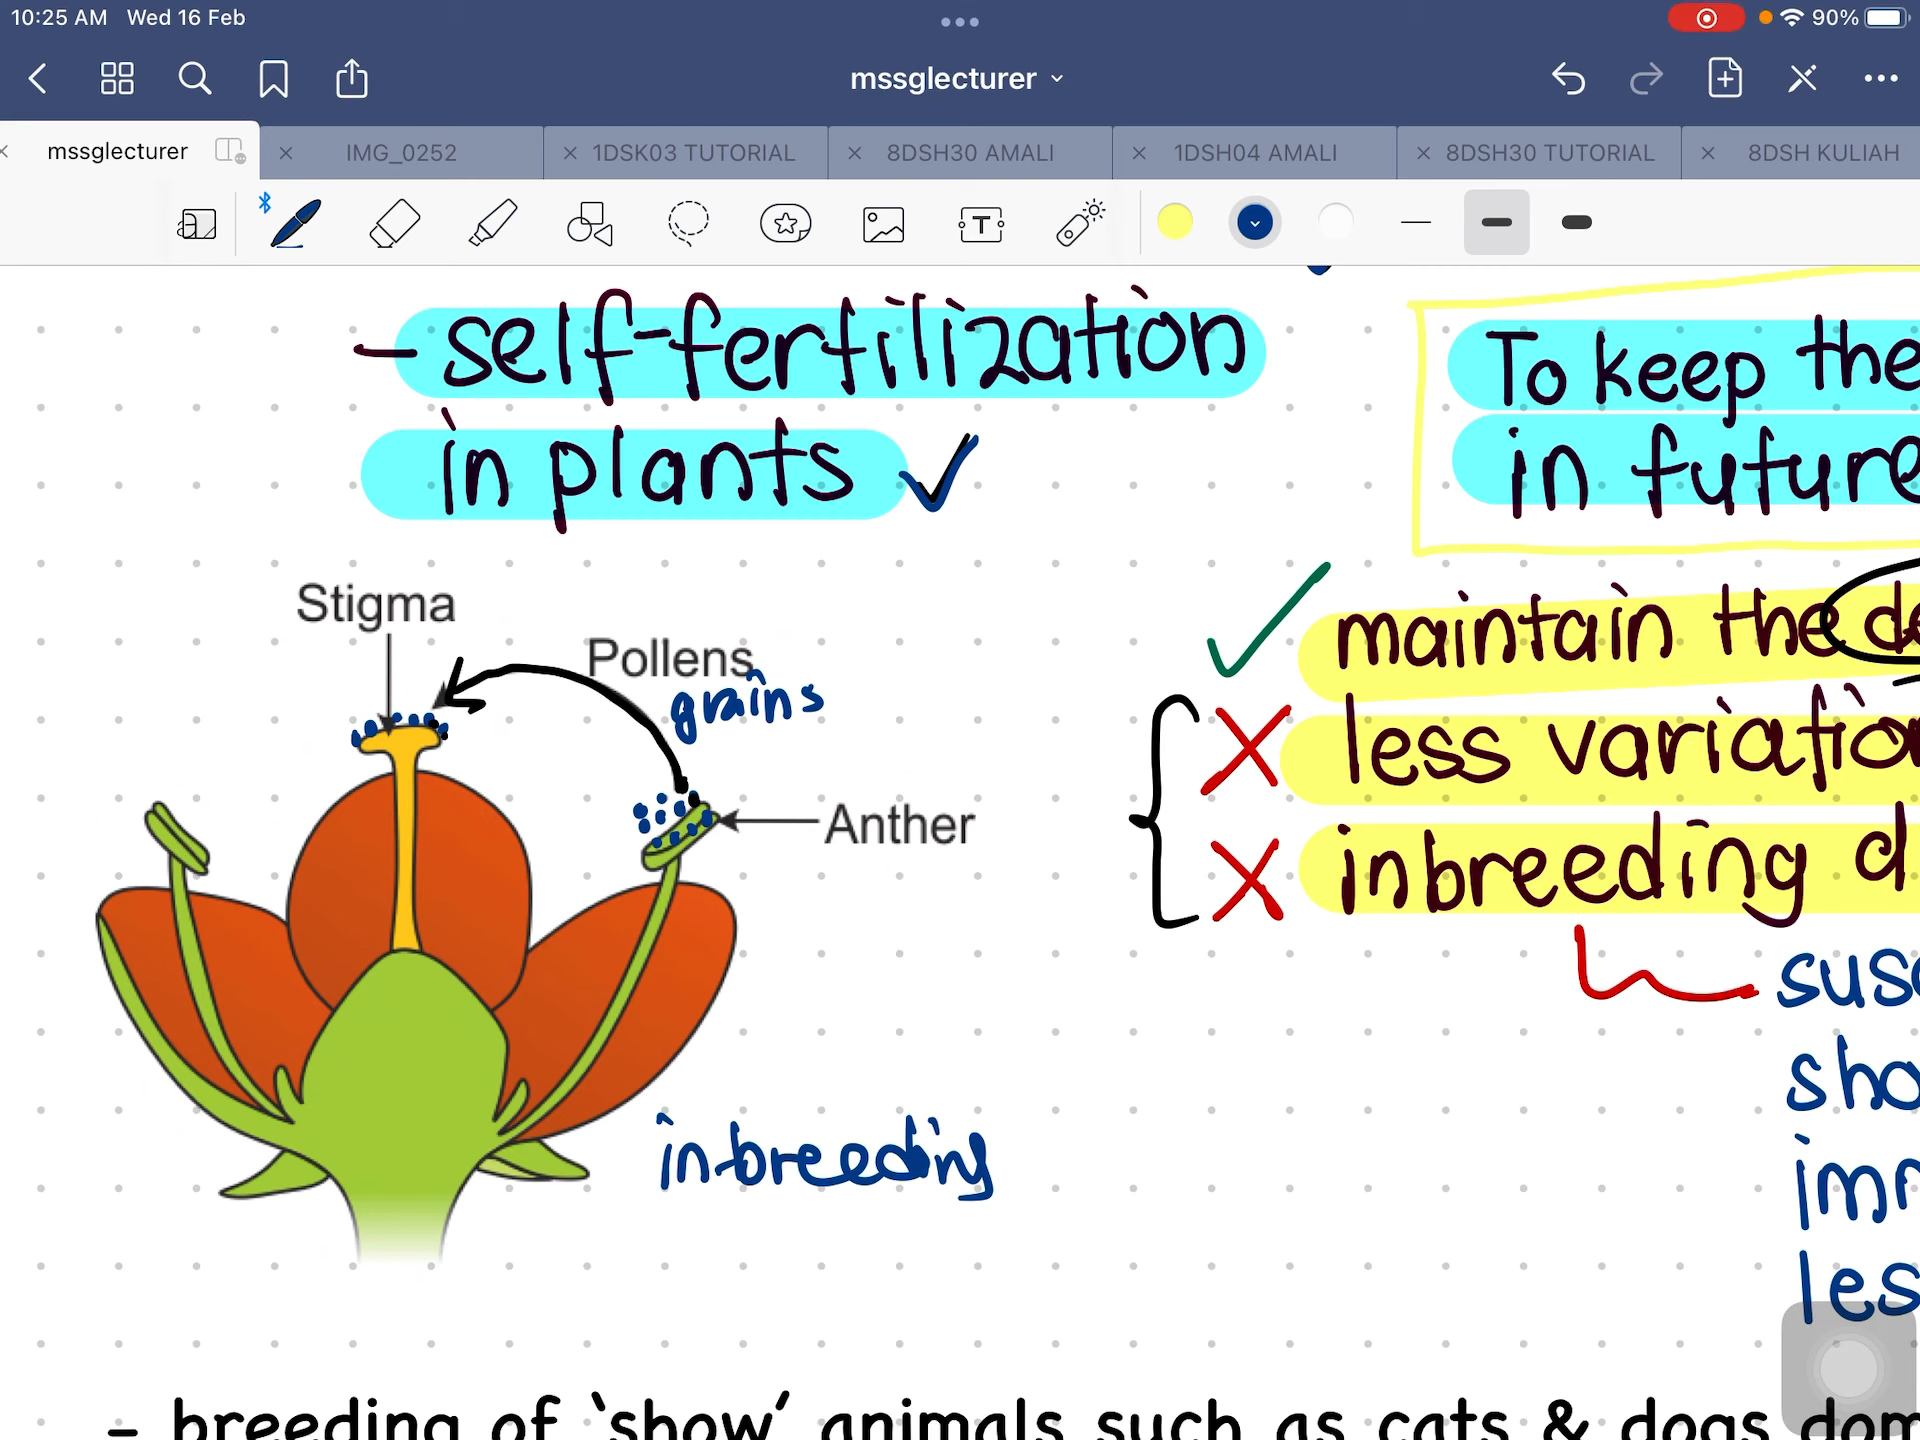 10:25 AM Wed 16 Feb
90%
mssglecturer
mssglecturer
IMG_0252
1DSK03 TUTORIAL
8DSH30 AMALI
1DSH04 AMALI
8DSH30 TUTORIAL
8DSH KULIAH
- self-fertilization
in plants
Stigma
Pollens
grains
Anther
inbreeding
To keep the
in future
maintain the
less variation
inbreeding d
- breeding of 'show' animals such as cats & dogs